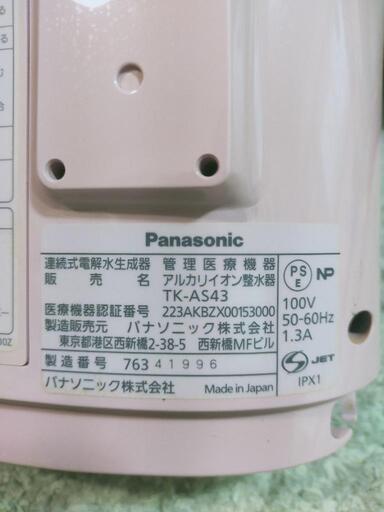 Panasonic
連続式電解水生成器 管理医療機器
販売名 アルカリイオン整水器
TK-AS43
医療機器認証番号 223AKBZX00153000
製造販売元 パナソニック株式会社
東京都港区西新橋2-38-5 西新橋MFビル
製造番号 763 41996
パナソニック株式会社 Made in Japan
PS
E
NP
100V
50-60Hz
1.3A
JET
IPX1